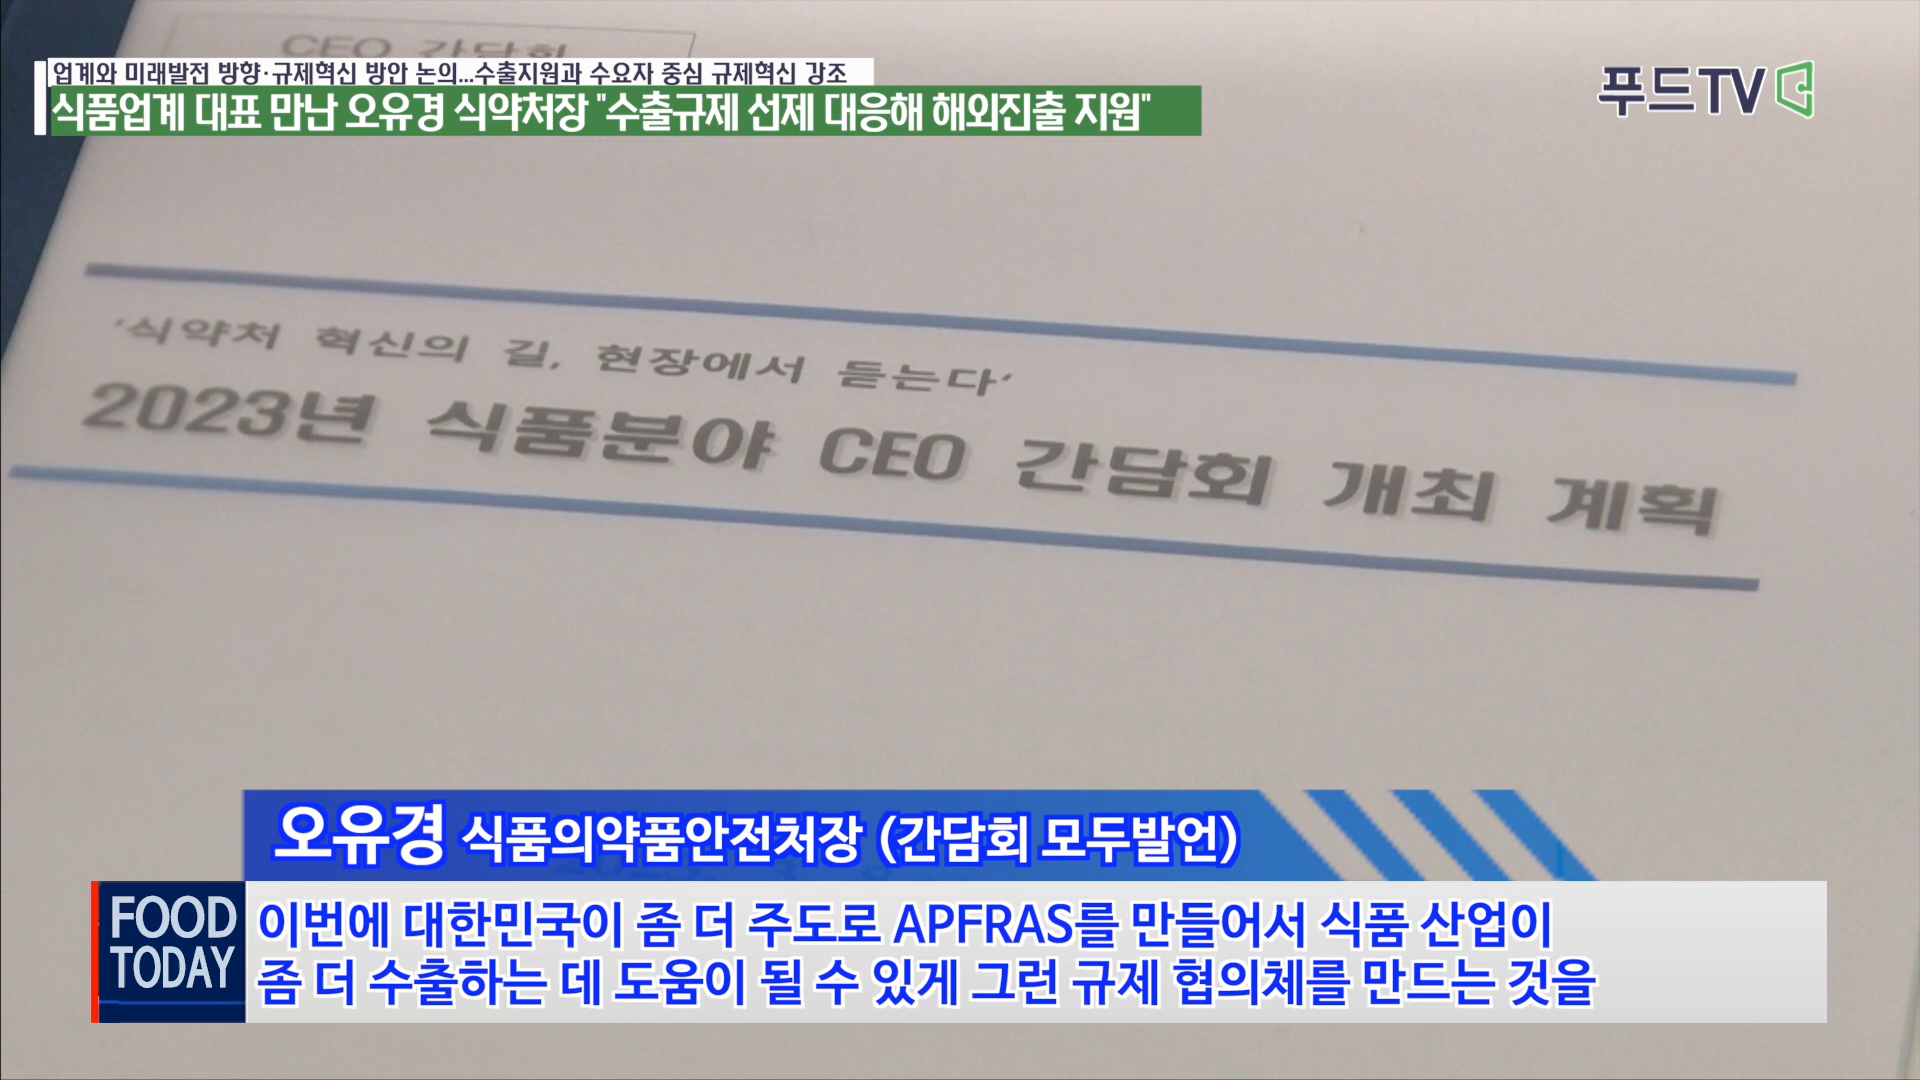 CEO 간담회
업계와 미래발전 방향·규제혁신 방안 논의...수출지원과 수요자 중심 규제혁신 강조
식품업계 대표 만난 오유경 식약처장 "수출규제 선제 대응해 해외진출 지원"
푸드TV
'식약처 혁신의 길, 현장에서 듣는다'
2023년 식품분야 CEO 간담회 개최 계획
오유경 식품의약품안전처장 (간담회 모두발언)
FOOD TODAY
이번에 대한민국이 좀 더 주도로 APFRAS를 만들어서 식품 산업이
좀 더 수출하는 데 도움이 될 수 있게 그런 규제 협의체를 만드는 것을